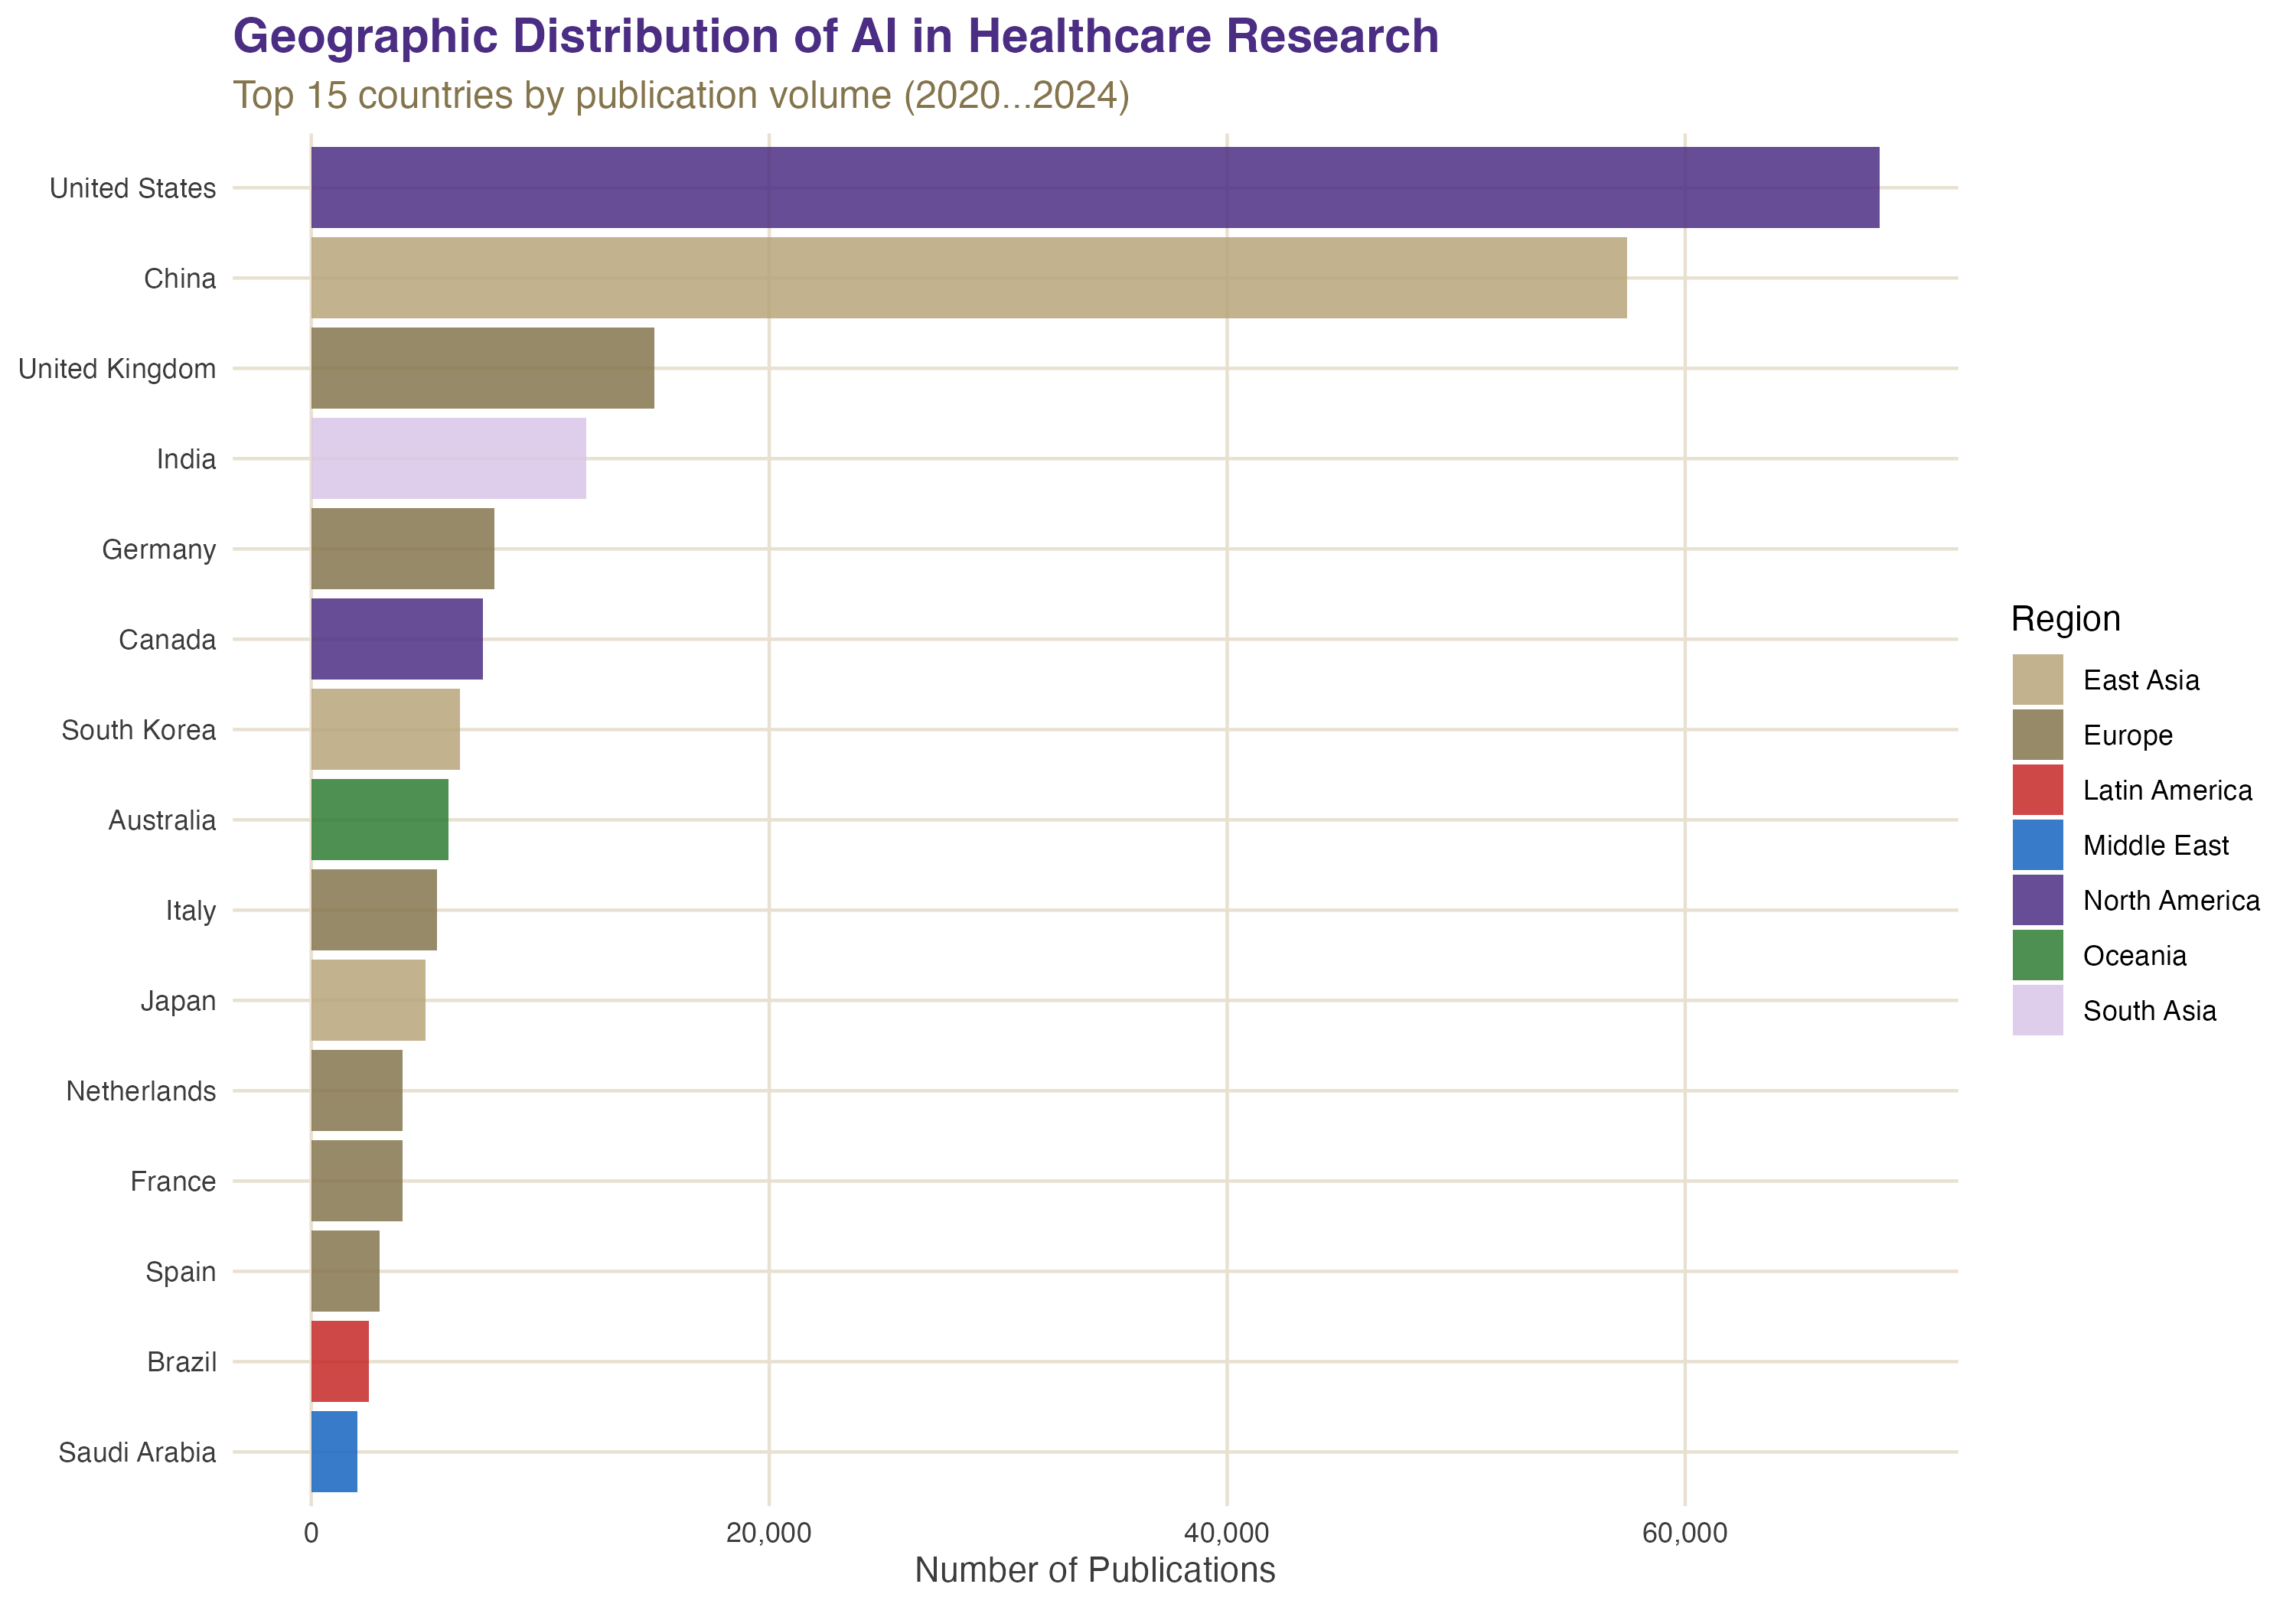 Geographic Distribution of AI in Healthcare Research
Top 15 countries by publication volume (2020...2024)
United States
China
United Kingdom
India
Germany
Canada
South Korea
Australia
Italy
Japan
Netherlands
France
Spain
Brazil
Saudi Arabia
0 20,000 40,000 60,000
Number of Publications
Region
East Asia
Europe
Latin America
Middle East
North America
Oceania
South Asia